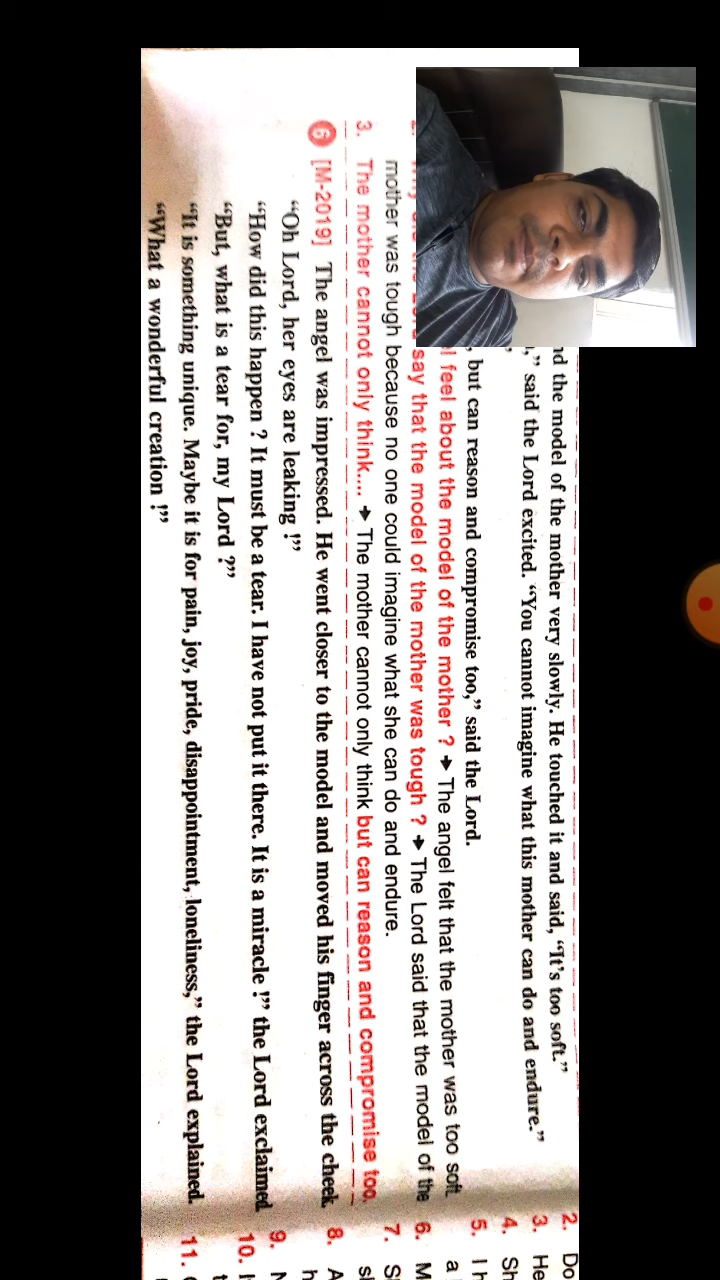 nd the model of the mother very slowly. He touched it and said, “It’s too soft.”
,” said the Lord excited. “You cannot imagine what this mother can do and endure.”
, but can reason and compromise too,” said the Lord.
feel about the model of the mother ? ➜ The angel felt that the mother was too soft.
say that the model of the mother was tough ? ➜ The Lord said that the model of the
mother was tough because no one could imagine what she can do and endure.
3. The mother cannot only think.... ➜ The mother cannot only think but can reason and compromise too.
6 [M-2019] The angel was impressed. He went closer to the model and moved his finger across the cheek.
“Oh Lord, her eyes are leaking !”
“How did this happen ? It must be a tear. I have not put it there. It is a miracle !” the Lord exclaimed.
“But, what is a tear for, my Lord ?”
“It is something unique. Maybe it is for pain, joy, pride, disappointment, loneliness,” the Lord explained.
“What a wonderful creation !”
2. Do
3. He
4. Sh
5. I h
a
6. M
7. S
sl
8. A
h
9.
10.
t
11.